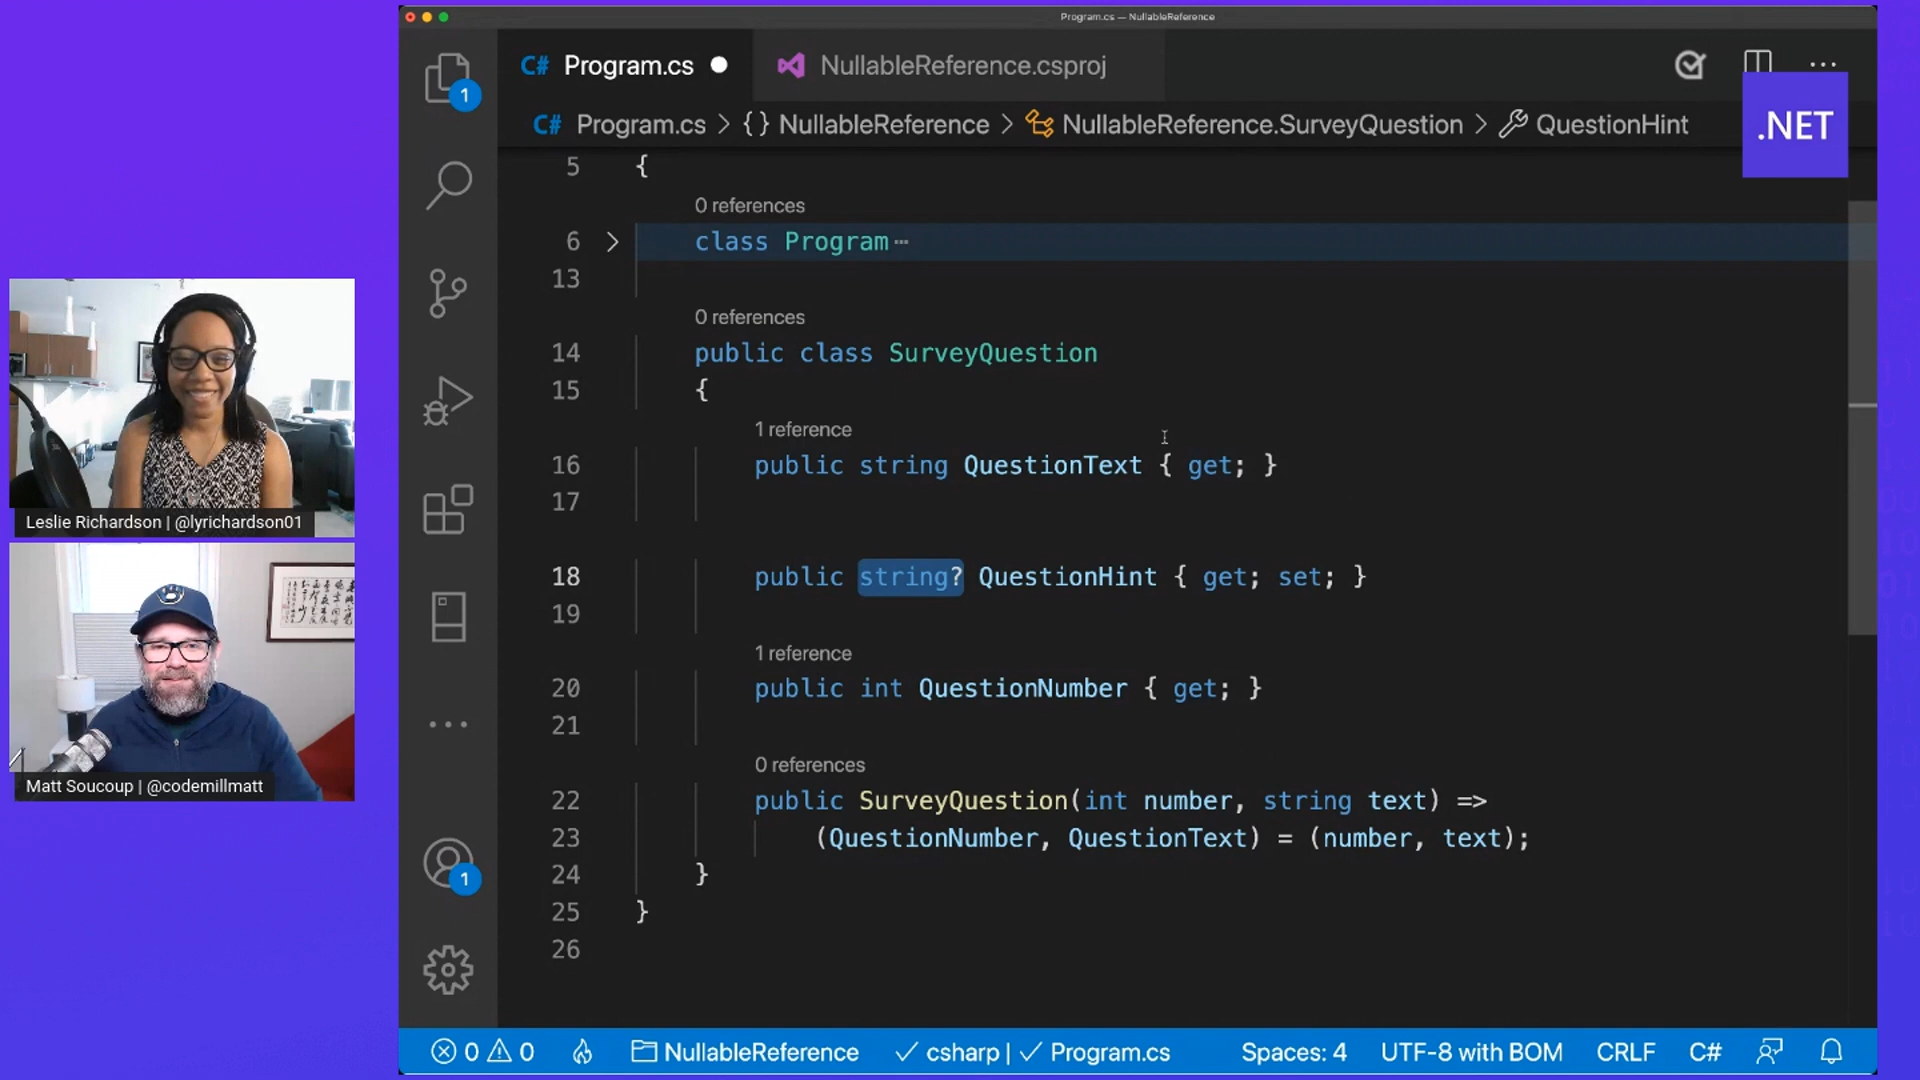 Program.cs — NullableReference
C# Program.cs
NullableReference.csproj
1
C# Program.cs > {} NullableReference > NullableReference.SurveyQuestion > QuestionHint
.NET
5 {
0 references
6 > class Program ...
13
0 references
14 public class SurveyQuestion
15 {
1 reference
16 public string QuestionText { get; }
17
18 public string? QuestionHint { get; set; }
19
1 reference
20 public int QuestionNumber { get; }
21
0 references
22 public SurveyQuestion(int number, string text) =>
23 (QuestionNumber, QuestionText) = (number, text);
24 }
25 }
26
1
Leslie Richardson | @lyrichardson01
Matt Soucoup | @codemillmatt
0 0 NullableReference csharp | Program.cs Spaces: 4 UTF-8 with BOM CRLF C#